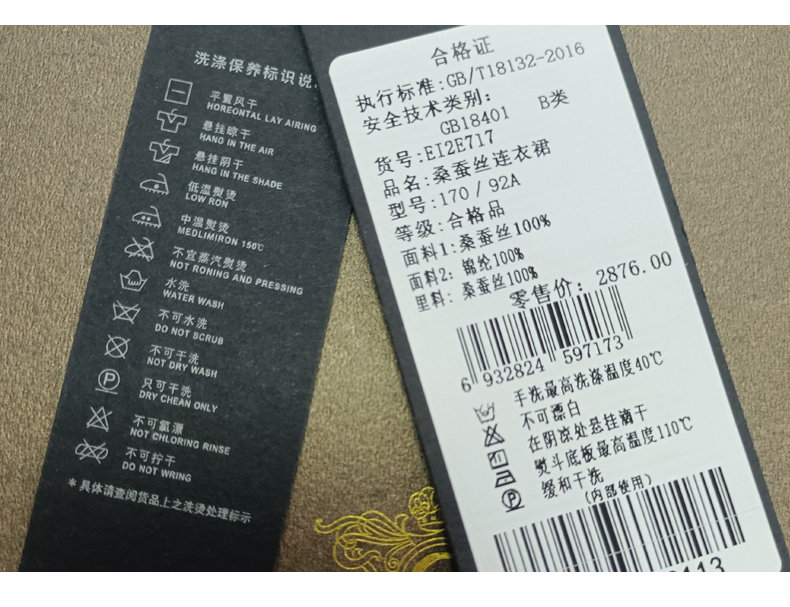 洗涤保养标识说
平置风干
HOREONTAL LAY AIRING
悬挂晾干
HANG IN THE AIR
悬挂阴干
HANG IN THE SHADE
低温熨烫
LOW RON
中温熨烫
MEDLIMIRON 150℃
不宜蒸汽熨烫
NOT RONING AND PRESSING
水洗
WATER WASH
不可水洗
DO NOT SCRUB
不可干洗
NOT DRY WASH
只可干洗
DRY CHEAN ONLY
不可氯漂
NOT CHLORING RINSE
不可拧干
DO NOT WRING
*具体请查阅货品上之洗烫处理标示
合格证
执行标准:GB/T18132-2016
安全技术类别:
GB18401 B类
货号:EI2E717
品名:桑蚕丝连衣裙
型号:170/92A
等级:合格品
面料1:桑蚕丝100%
面料2: 锦纶100%
里料: 桑蚕丝100%
零售价: 2876.00
6 932824 597173
手洗最高洗涤温度40℃
不可漂白
在阴凉处悬挂滴干
熨斗底板最高温度110℃
缓和干洗
(内部使用)